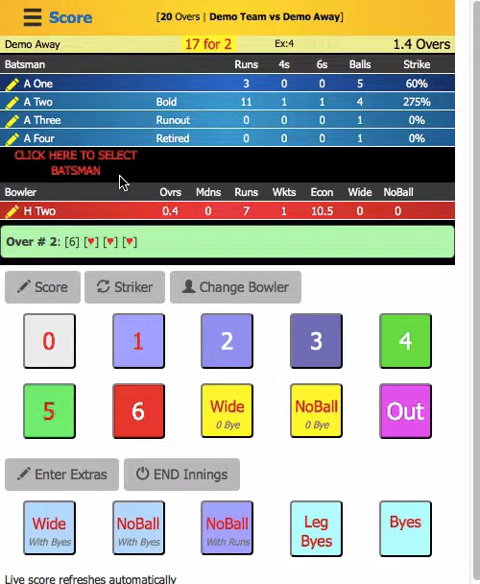 Score
[20 Overs | Demo Team vs Demo Away]
Demo Away 17 for 2 Ex:4 1.4 Overs
Batsman Runs 4s 6s Balls Strike
A One 3 0 0 5 60%
A Two Bold 11 1 1 4 275%
A Three Runout 0 0 0 1 0%
A Four Retired 0 0 0 1 0%
CLICK HERE TO SELECT
BATSMAN
Bowler Ovrs Mdns Runs Wkts Econ Wide NoBall
H Two 0.4 0 7 1 10.5 0 0
Over # 2: [6] [♥] [♥] [♥]
Score Striker Change Bowler
0 1 2 3 4
5 6 Wide 0 Bye NoBall 0 Bye Out
Enter Extras END Innings
Wide With Byes NoBall With Byes NoBall With Runs Leg Byes Byes
Live score refreshes automatically